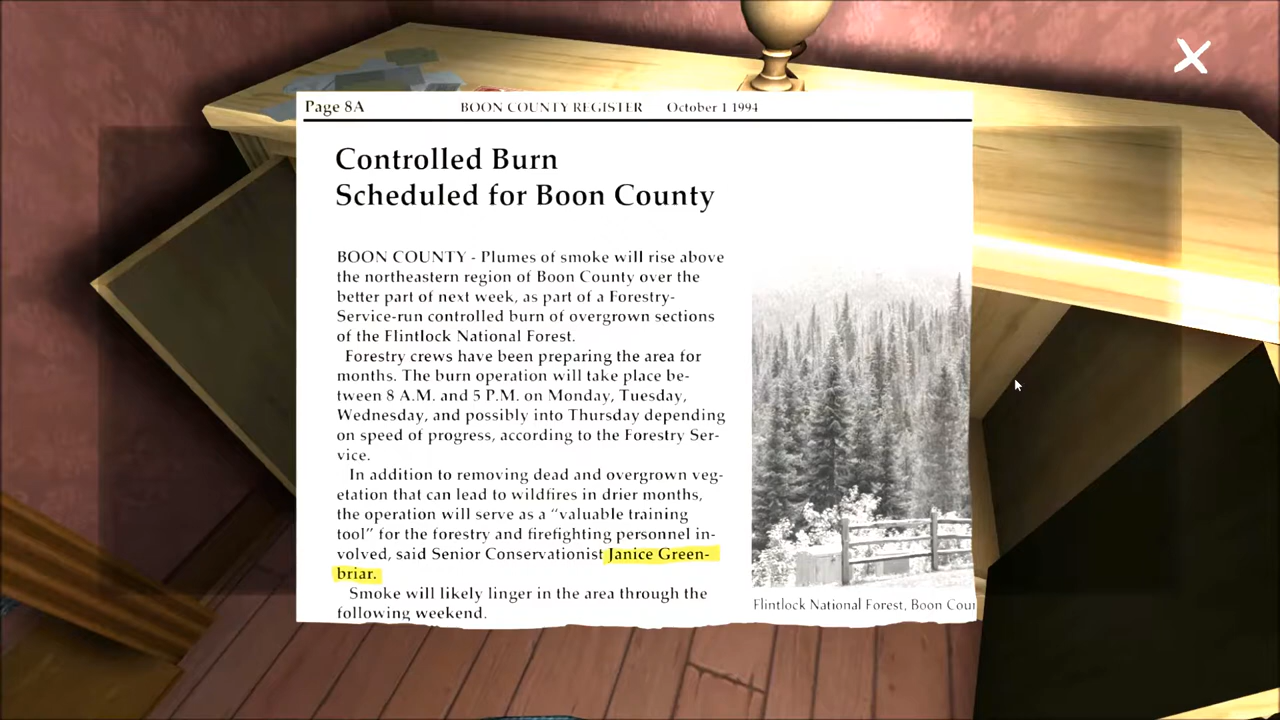 Page 8A BOON COUNTY REGISTER October 1 1994
Controlled Burn
Scheduled for Boon County
BOON COUNTY - Plumes of smoke will rise above
the northeastern region of Boon County over the
better part of next week, as part of a Forestry-
Service-run controlled burn of overgrown sections
of the Flintlock National Forest.
Forestry crews have been preparing the area for
months. The burn operation will take place be-
tween 8 A.M. and 5 P.M. on Monday, Tuesday,
Wednesday, and possibly into Thursday depending
on speed of progress, according to the Forestry Ser-
vice.
In addition to removing dead and overgrown veg-
etation that can lead to wildfires in drier months,
the operation will serve as a “valuable training
tool” for the forestry and firefighting personnel in-
volved, said Senior Conservationist Janice Green-
briar.
Smoke will likely linger in the area through the
following weekend.
Flintlock National Forest, Boon Cour